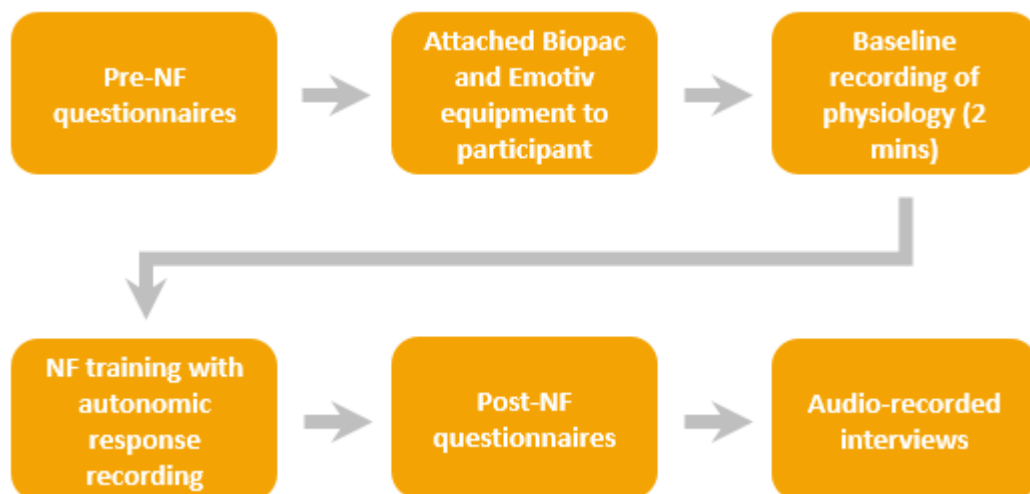 Pre-NF
questionnaires
Attached Biopac
and Emotiv
equipment to
participant
Baseline
recording of
physiology (2
mins)
NF training with
autonomic
response
recording
Post-NF
questionnaires
Audio-recorded
interviews